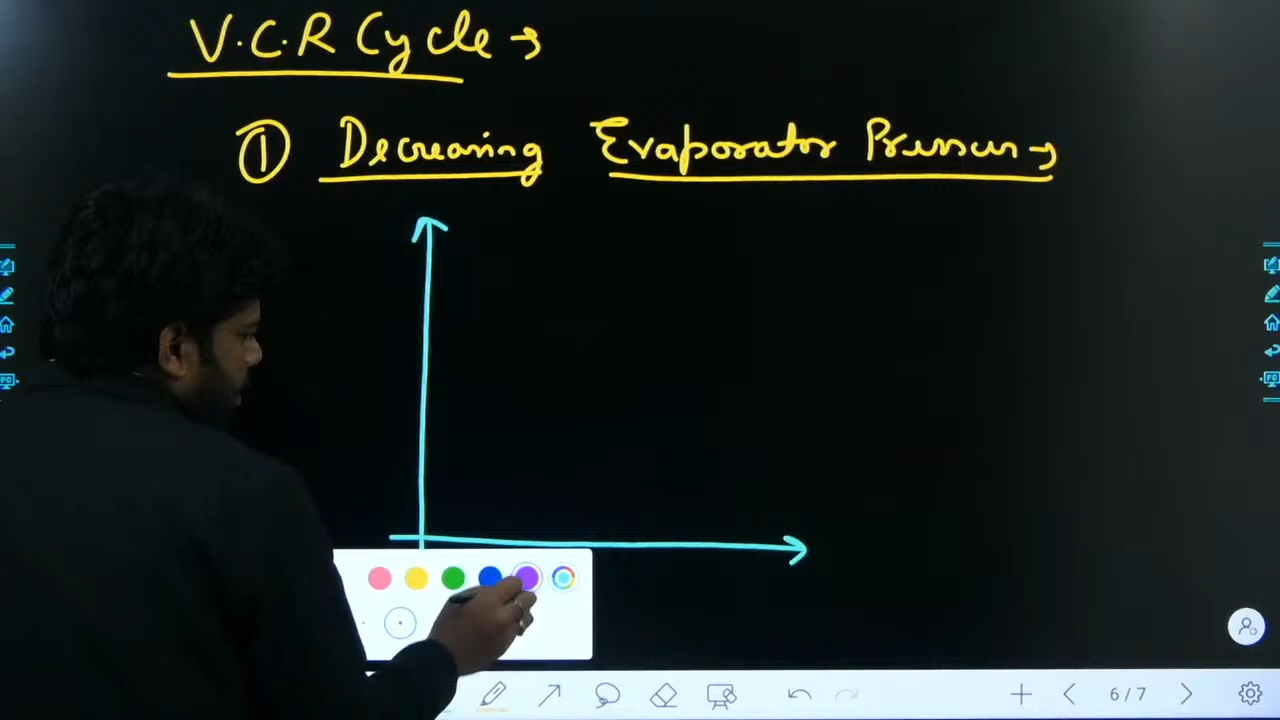 V.C.R Cycle →
① Decreasing Evaporator Pressure →
6/7